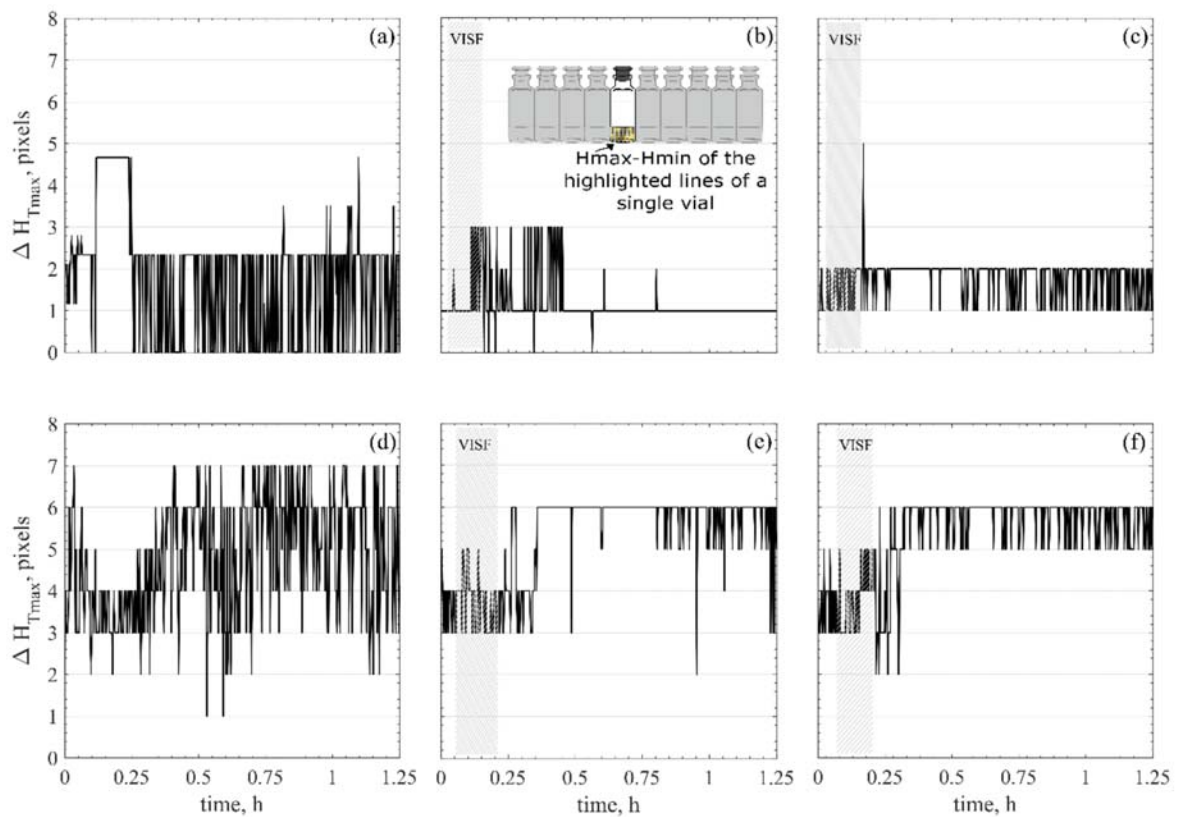 8
7
6
5
4
3
2
1
0
Δ H_Tmax, pixels
(a)
VISF
(b)
Hmax-Hmin of the
highlighted lines of a
single vial
VISF
(c)
8
7
6
5
4
3
2
1
0
Δ H_Tmax, pixels
(d)
VISF
(e)
VISF
(f)
0 0.25 0.5 0.75 1 1.25
time, h
0 0.25 0.5 0.75 1 1.25
time, h
0 0.25 0.5 0.75 1 1.25
time, h